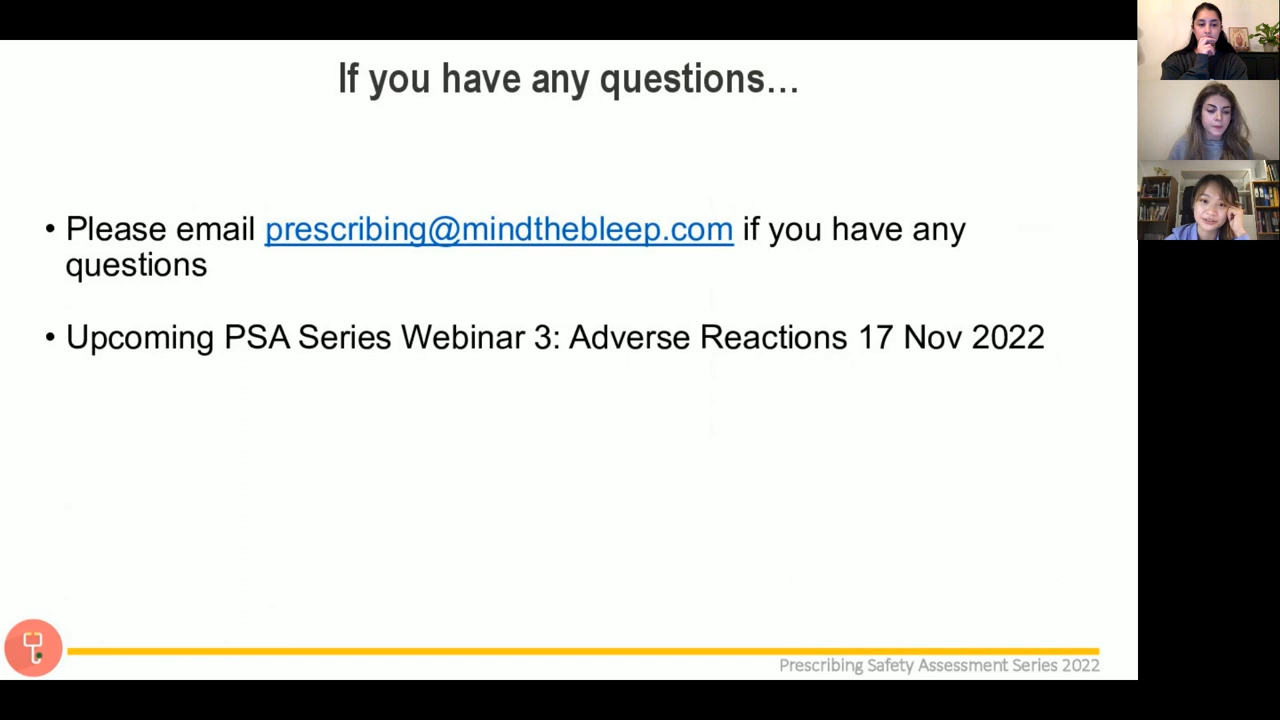 If you have any questions…
• Please email prescribing@mindthebleep.com if you have any
questions
• Upcoming PSA Series Webinar 3: Adverse Reactions 17 Nov 2022
Prescribing Safety Assessment Series 2022